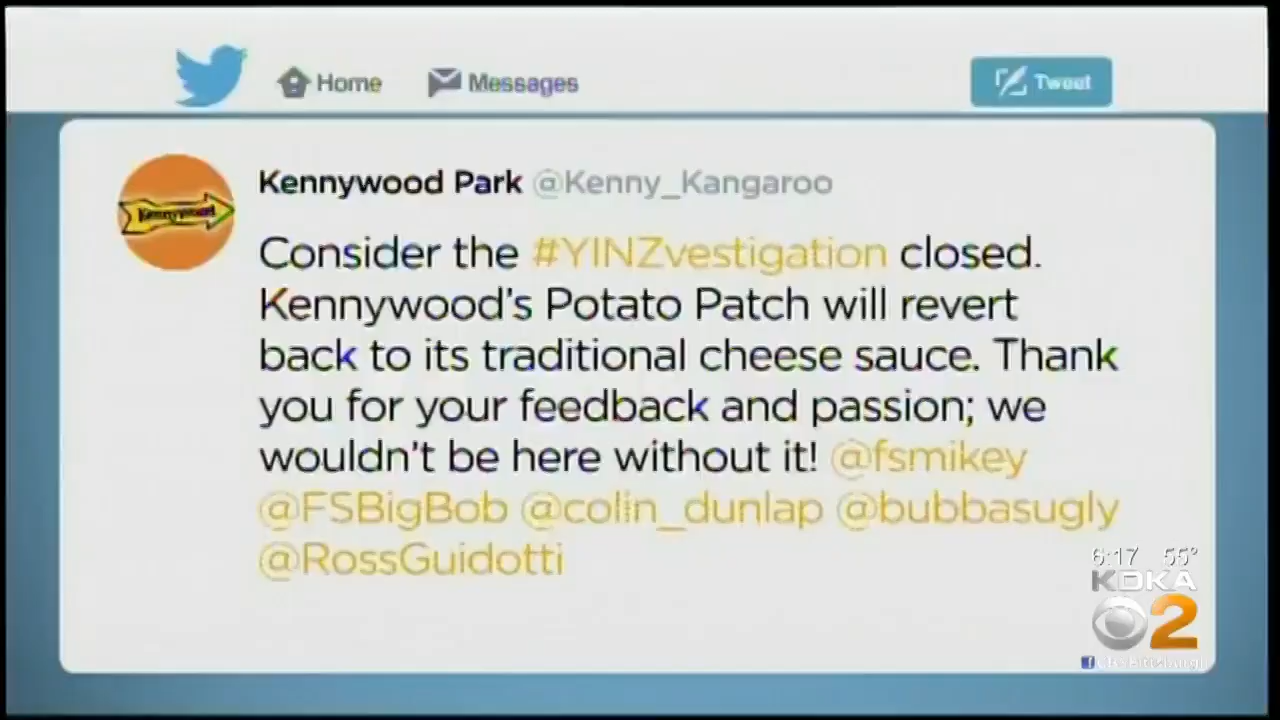 Home Messages Tweet
Kennywood
Kennywood Park @Kenny_Kangaroo
Consider the #YINZvestigation closed.
Kennywood's Potato Patch will revert
back to its traditional cheese sauce. Thank
you for your feedback and passion; we
wouldn't be here without it! @fsmikey
@FSBigBob @colin_dunlap @bubbasugly
@RossGuidotti
6:17 55°
KDKA
2